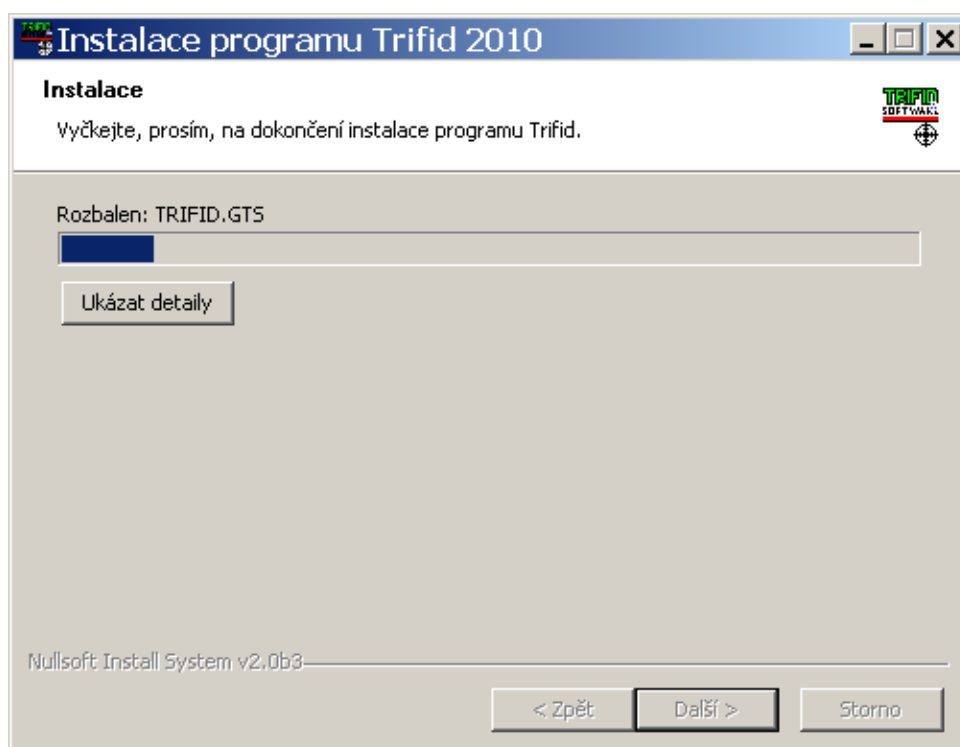 Instalace programu Trifid 2010
Instalace
Vyčkejte, prosím, na dokončení instalace programu Trifid.
TRIFID
SOFTWARE
Rozbalen: TRIFID.GTS
Ukázat detaily
Nullsoft Install System v2.0b3
< Zpět
Další >
Storno